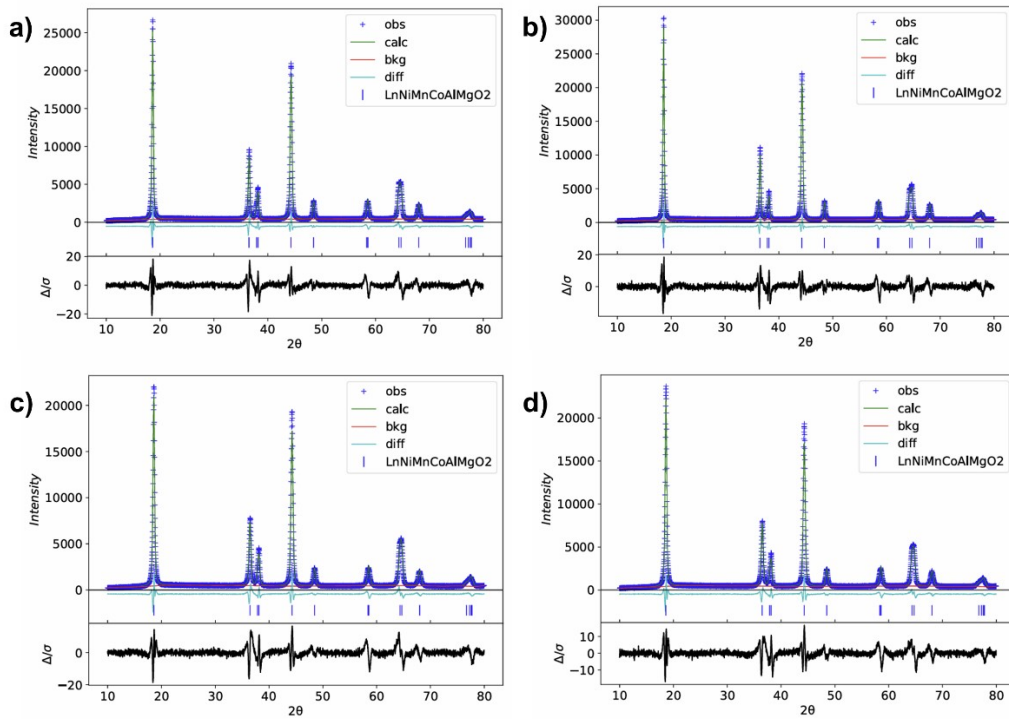 a)
25000
20000
15000
10000
5000
0
Intensity
obs
calc
bkg
diff
LnNiMnCoAlMgO2
20
0
−20
Δ/σ
10 20 30 40 50 60 70 80
2θ
b)
30000
25000
20000
15000
10000
5000
0
Intensity
obs
calc
bkg
diff
LnNiMnCoAlMgO2
20
0
Δ/σ
10 20 30 40 50 60 70 80
2θ
c)
20000
15000
10000
5000
0
Intensity
obs
calc
bkg
diff
LnNiMnCoAlMgO2
0
−20
Δ/σ
10 20 30 40 50 60 70 80
2θ
d)
20000
15000
10000
5000
0
Intensity
obs
calc
bkg
diff
LnNiMnCoAlMgO2
10
0
−10
Δ/σ
10 20 30 40 50 60 70 80
2θ